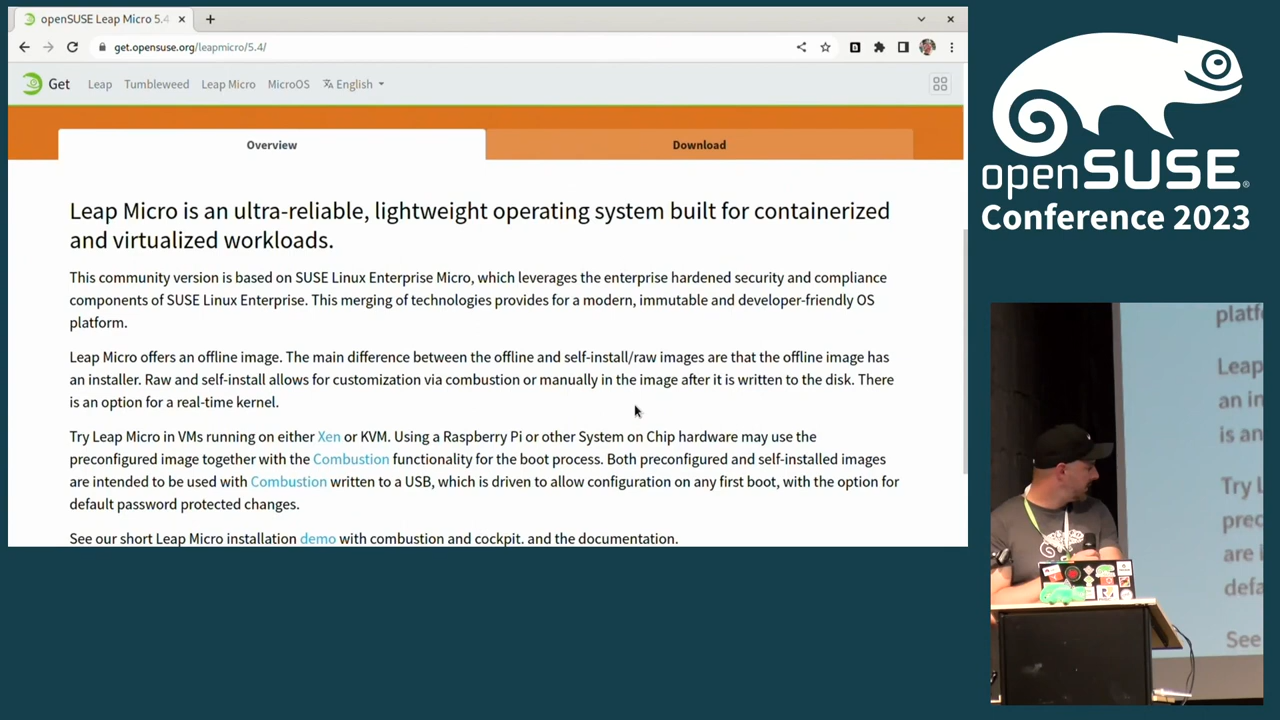 openSUSE Leap Micro 5.4
get.opensuse.org/leapmicro/5.4/
Get Leap Tumbleweed Leap Micro MicroOS English
Overview Download
Leap Micro is an ultra-reliable, lightweight operating system built for containerized
and virtualized workloads.
This community version is based on SUSE Linux Enterprise Micro, which leverages the enterprise hardened security and compliance
components of SUSE Linux Enterprise. This merging of technologies provides for a modern, immutable and developer-friendly OS
platform.
Leap Micro offers an offline image. The main difference between the offline and self-install/raw images are that the offline image has
an installer. Raw and self-install allows for customization via combustion or manually in the image after it is written to the disk. There
is an option for a real-time kernel.
Try Leap Micro in VMs running on either Xen or KVM. Using a Raspberry Pi or other System on Chip hardware may use the
preconfigured image together with the Combustion functionality for the boot process. Both preconfigured and self-installed images
are intended to be used with Combustion written to a USB, which is driven to allow configuration on any first boot, with the option for
default password protected changes.
See our short Leap Micro installation demo with combustion and cockpit. and the documentation.
openSUSE®
Conference 2023
platf
Leap
an in
is an
Try L
prec
are i
defa
See